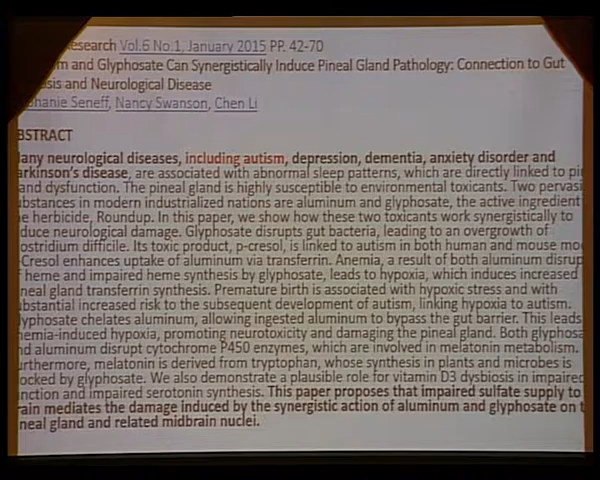 esearch Vol.6 No.1, January 2015 PP. 42-70
m and Glyphosate Can Synergistically Induce Pineal Gland Pathology: Connection to Gut
sis and Neurological Disease
hanie Seneff, Nancy Swanson, Chen Li
BSTRACT
any neurological diseases, including autism, depression, dementia, anxiety disorder and
arkinson's disease, are associated with abnormal sleep patterns, which are directly linked to pi
and dysfunction. The pineal gland is highly susceptible to environmental toxicants. Two pervasi
bstances in modern industrialized nations are aluminum and glyphosate, the active ingredient
e herbicide, Roundup. In this paper, we show how these two toxicants work synergistically to
duce neurological damage. Glyphosate disrupts gut bacteria, leading to an overgrowth of
ostridium difficile. Its toxic product, p-cresol, is linked to autism in both human and mouse mo
Cresol enhances uptake of aluminum via transferrin. Anemia, a result of both aluminum disrup
f heme and impaired heme synthesis by glyphosate, leads to hypoxia, which induces increased
neal gland transferrin synthesis. Premature birth is associated with hypoxic stress and with
bstantial increased risk to the subsequent development of autism, linking hypoxia to autism.
yphosate chelates aluminum, allowing ingested aluminum to bypass the gut barrier. This leads
emia-induced hypoxia, promoting neurotoxicity and damaging the pineal gland. Both glyphosa
nd aluminum disrupt cytochrome P450 enzymes, which are involved in melatonin metabolism.
urthermore, melatonin is derived from tryptophan, whose synthesis in plants and microbes is
ocked by glyphosate. We also demonstrate a plausible role for vitamin D3 dysbiosis in impaired
nction and impaired serotonin synthesis. This paper proposes that impaired sulfate supply to
rain mediates the damage induced by the synergistic action of aluminum and glyphosate on t
neal gland and related midbrain nuclei.